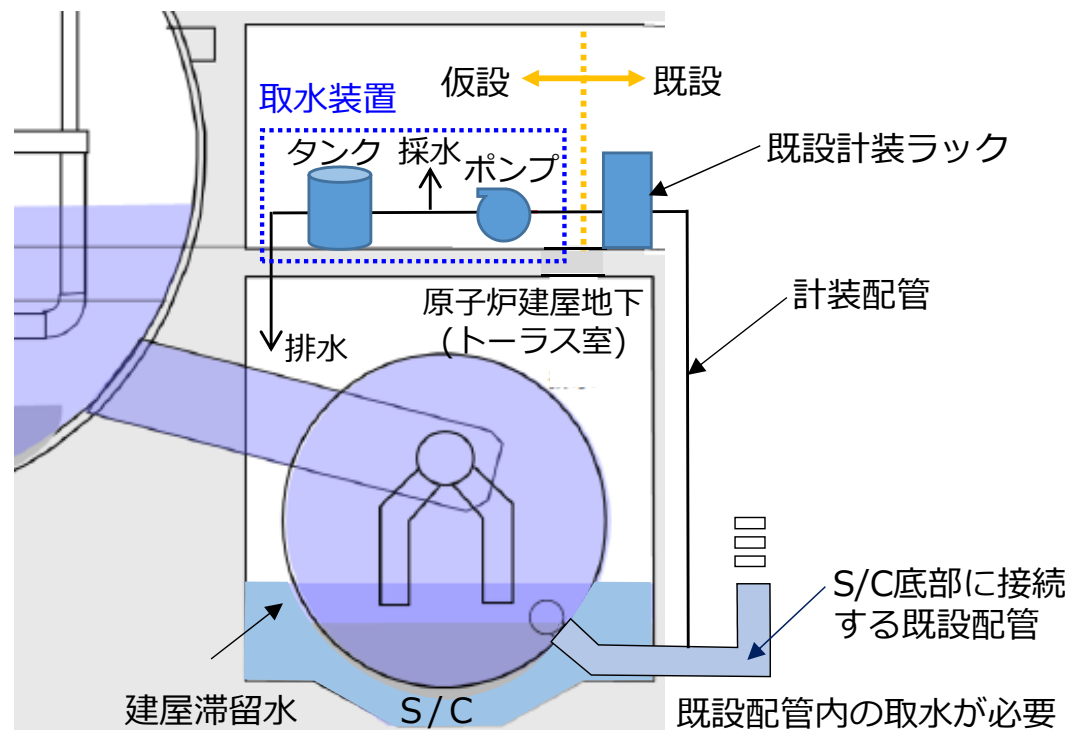 仮設 既設
取水装置
タンク 採水 ポンプ
既設計装ラック
計装配管
原子炉建屋地下
(トーラス室)
排水
S/C底部に接続
する既設配管
建屋滞留水
S/C
既設配管内の取水が必要